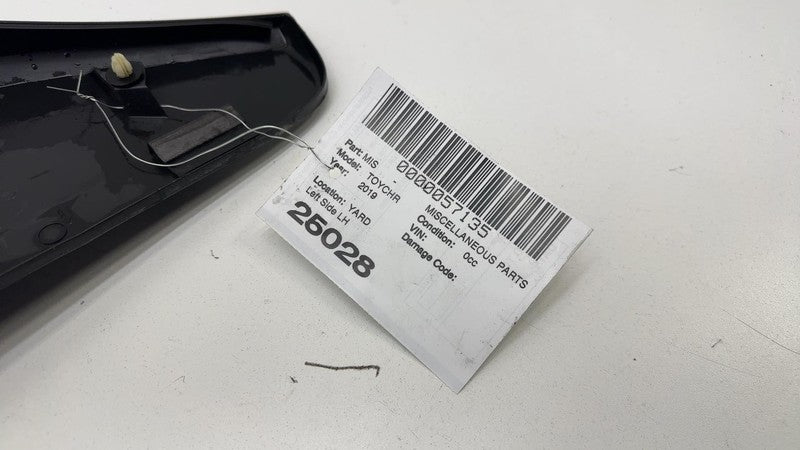 0000057135
Part: MIS - MISCELLANEOUS PARTS
Model: TOYCHR Condition: 0cc
Year: 2019 VIN:
Damage Code:
Location: YARD
Left Side LH
25028